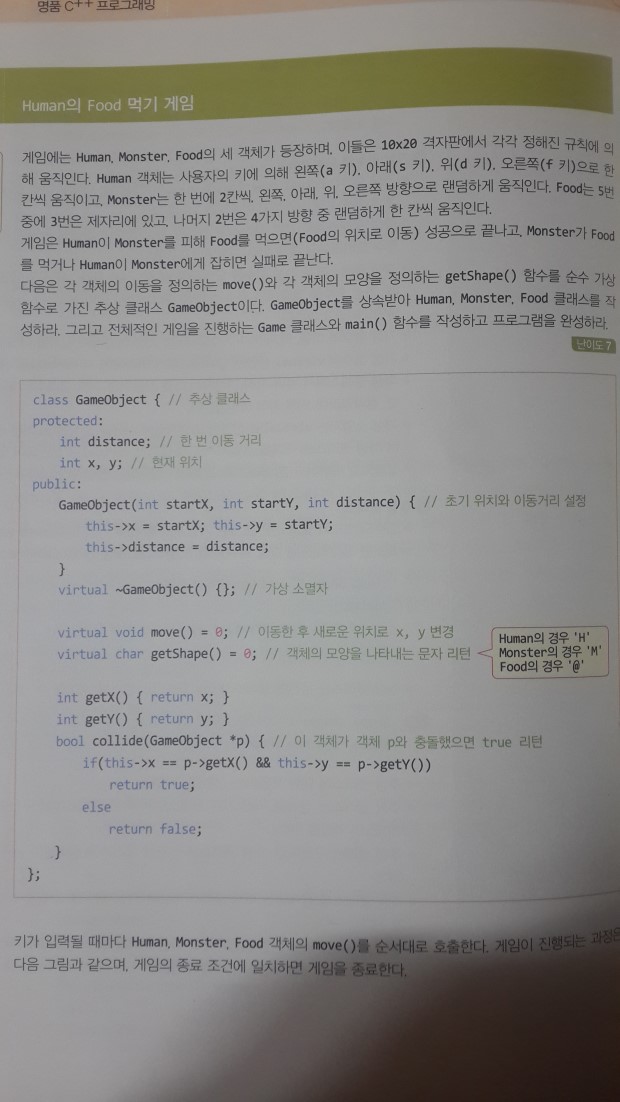 명품 C++ 프로그래밍
Human의 Food 먹기 게임
게임에는 Human, Monster, Food의 세 객체가 등장하며, 이들은 10x20 격자판에서 각각 정해진 규칙에 의
해 움직인다. Human 객체는 사용자의 키에 의해 왼쪽(a 키), 아래(s 키), 위(d 키), 오른쪽(f 키)으로 한
칸씩 움직이고, Monster는 한 번에 2칸씩, 왼쪽, 아래, 위, 오른쪽 방향으로 랜덤하게 움직인다. Food는 5번
중에 3번은 제자리에 있고, 나머지 2번은 4가지 방향 중 랜덤하게 한 칸씩 움직인다.
게임은 Human이 Monster를 피해 Food를 먹으면(Food의 위치로 이동) 성공으로 끝나고, Monster가 Food
를 먹거나 Human이 Monster에게 잡히면 실패로 끝난다.
다음은 각 객체의 이동을 정의하는 move()와 각 객체의 모양을 정의하는 getShape() 함수를 순수 가상
함수로 가진 추상 클래스 GameObject이다. GameObject를 상속받아 Human, Monster, Food 클래스를 작
성하라. 그리고 전체적인 게임을 진행하는 Game 클래스와 main() 함수를 작성하고 프로그램을 완성하라.
난이도 7
class GameObject { // 추상 클래스
protected:
int distance; // 한 번 이동 거리
int x, y; // 현재 위치
public:
GameObject(int startX, int startY, int distance) { // 초기 위치와 이동거리 설정
this->x = startX; this->y = startY;
this->distance = distance;
}
virtual ~GameObject() {}; // 가상 소멸자
virtual void move() = 0; // 이동한 후 새로운 위치로 x, y 변경
virtual char getShape() = 0; // 객체의 모양을 나타내는 문자 리턴
Human의 경우 'H'
Monster의 경우 'M'
Food의 경우 '@'
int getX() { return x; }
int getY() { return y; }
bool collide(GameObject *p) { // 이 객체가 객체 p와 충돌했으면 true 리턴
if(this->x == p->getX() && this->y == p->getY())
return true;
else
return false;
}
};
키가 입력될 때마다 Human, Monster, Food 객체의 move()를 순서대로 호출한다. 게임이 진행되는 과정은
다음 그림과 같으며, 게임의 종료 조건에 일치하면 게임을 종료한다.